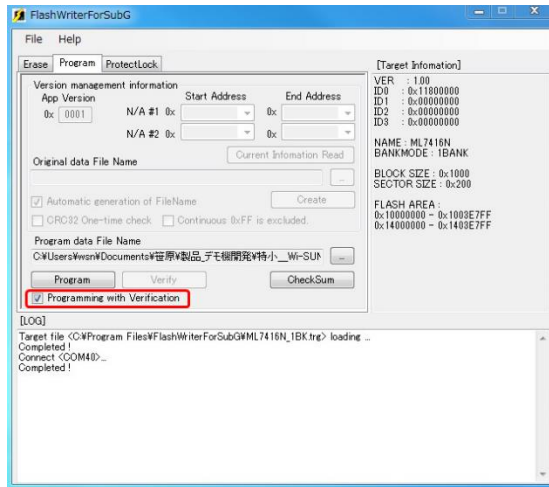 FlashWriterForSubG
File Help
Erase Program ProtectLock
Version management information
App Version Start Address End Address
0x 0001 N/A #1 0x 0x
N/A #2 0x 0x
Current Infomation Read
Original data File Name
...
Automatic generation of FileName Create
CRC32 One-time check Continuous 0xFF is excluded.
Program data File Name
C:¥Users¥wsn¥Documents¥笹原¥製品_デモ機開発¥特小__Wi-SUN ...
Program Verify CheckSum
Programming with Verification
[Target Infomation]
VER : 1.00
ID0 : 0x11800000
ID1 : 0x00000000
ID2 : 0x00000000
ID3 : 0x00000000
NAME : ML7416N
BANKMODE : 1BANK
BLOCK SIZE : 0x1000
SECTOR SIZE : 0x200
FLASH AREA :
0x10000000 - 0x1003E7FF
0x14000000 - 0x1403E7FF
[LOG]
Target file <C:¥Program Files¥FlashWriterForSubG¥ML7416N_1BK.trg> loading ...
Completed !
Connect <COM40>...
Completed !